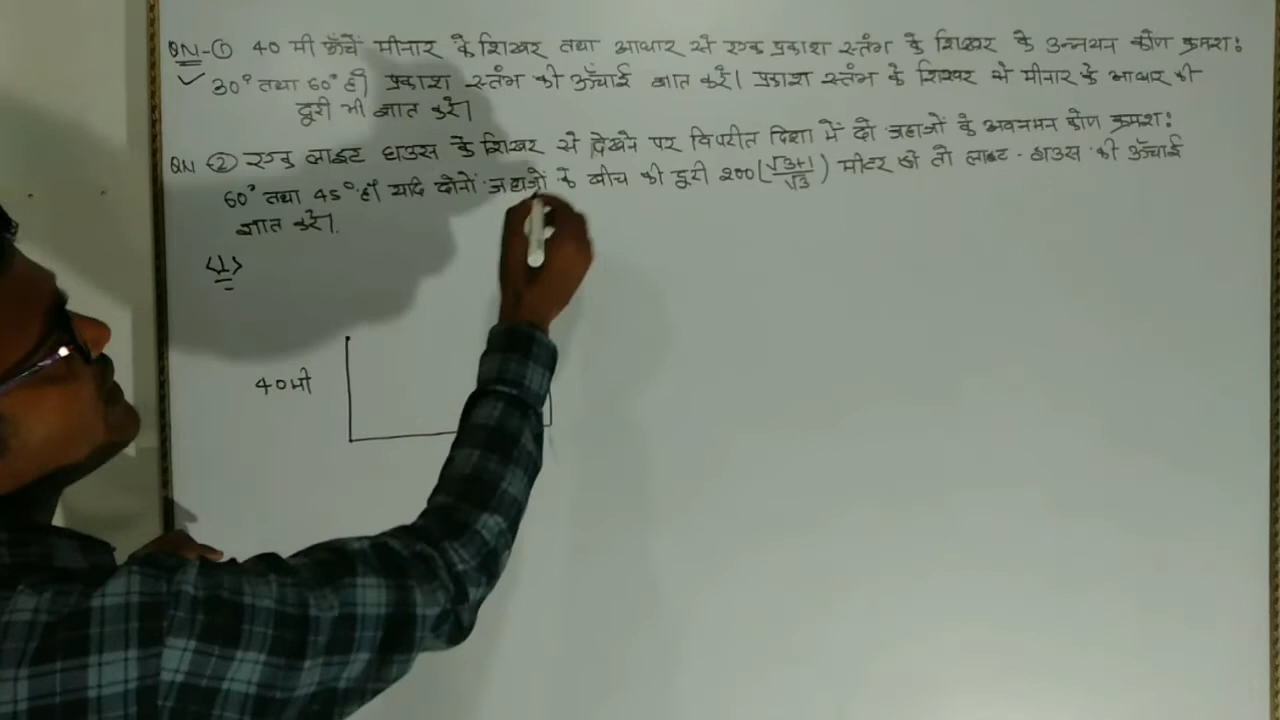 QN-① 40 मी ऊँचें मीनार के शिखर तथा आधार से एक प्रकाश स्तंभ के शिखर के उन्नयन कोण क्रमशः
✓ 30° तथा 60° हैं। प्रकाश स्तंभ की ऊँचाई ज्ञात करें। प्रकाश स्तंभ के शिखर से मीनार के आधार की
दूरी भी ज्ञात करें।
QN ② एक लाइट हाउस के शिखर से देखने पर विपरीत दिशा में दो जहाजों के अवनमन कोण क्रमशः
60° तथा 45° हैं। यदि दोनों जहाजों के बीच की दूरी 200(√3+1/√3) मीटर हो तो लाइट-हाउस की ऊँचाई
ज्ञात करें।
<1>
40मी